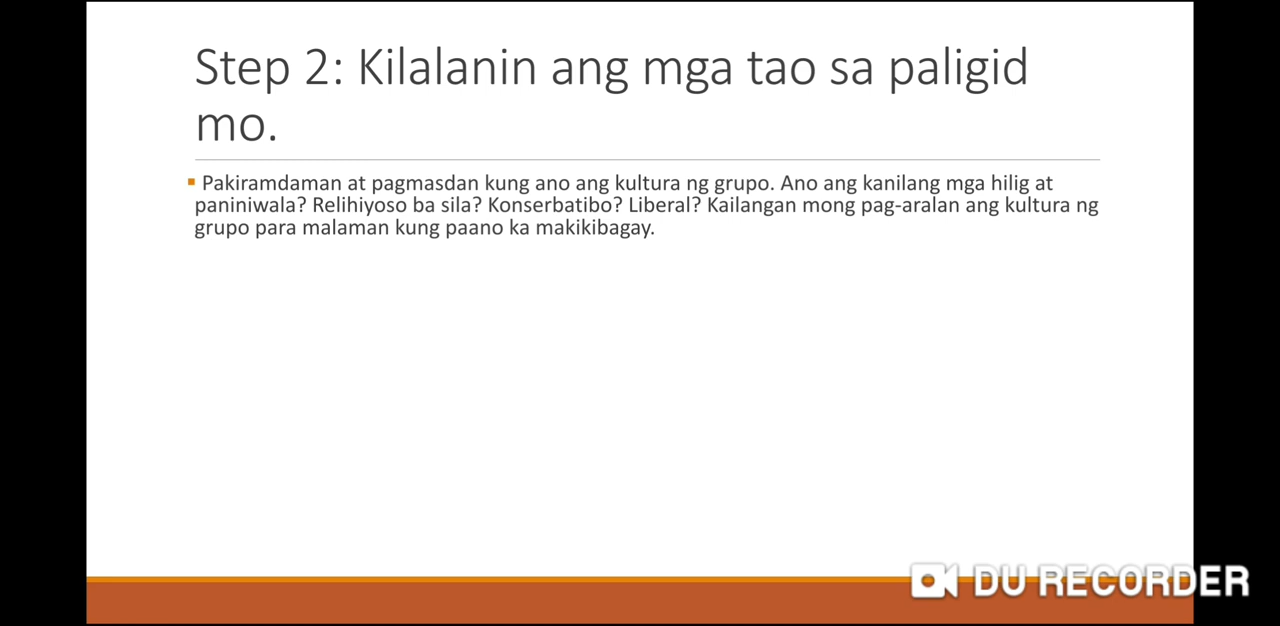 Step 2: Kilalanin ang mga tao sa paligid
mo.
Pakiramdaman at pagmasdan kung ano ang kultura ng grupo. Ano ang kanilang mga hilig at
paniniwala? Relihiyoso ba sila? Konserbatibo? Liberal? Kailangan mong pag-aralan ang kultura ng
grupo para malaman kung paano ka makikibagay.
DU RECORDER